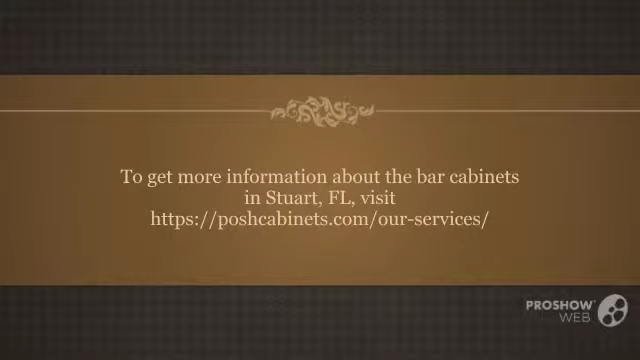 To get more information about the bar cabinets
in Stuart, FL, visit
https://poshcabinets.com/our-services/
PROSHOW
WEB